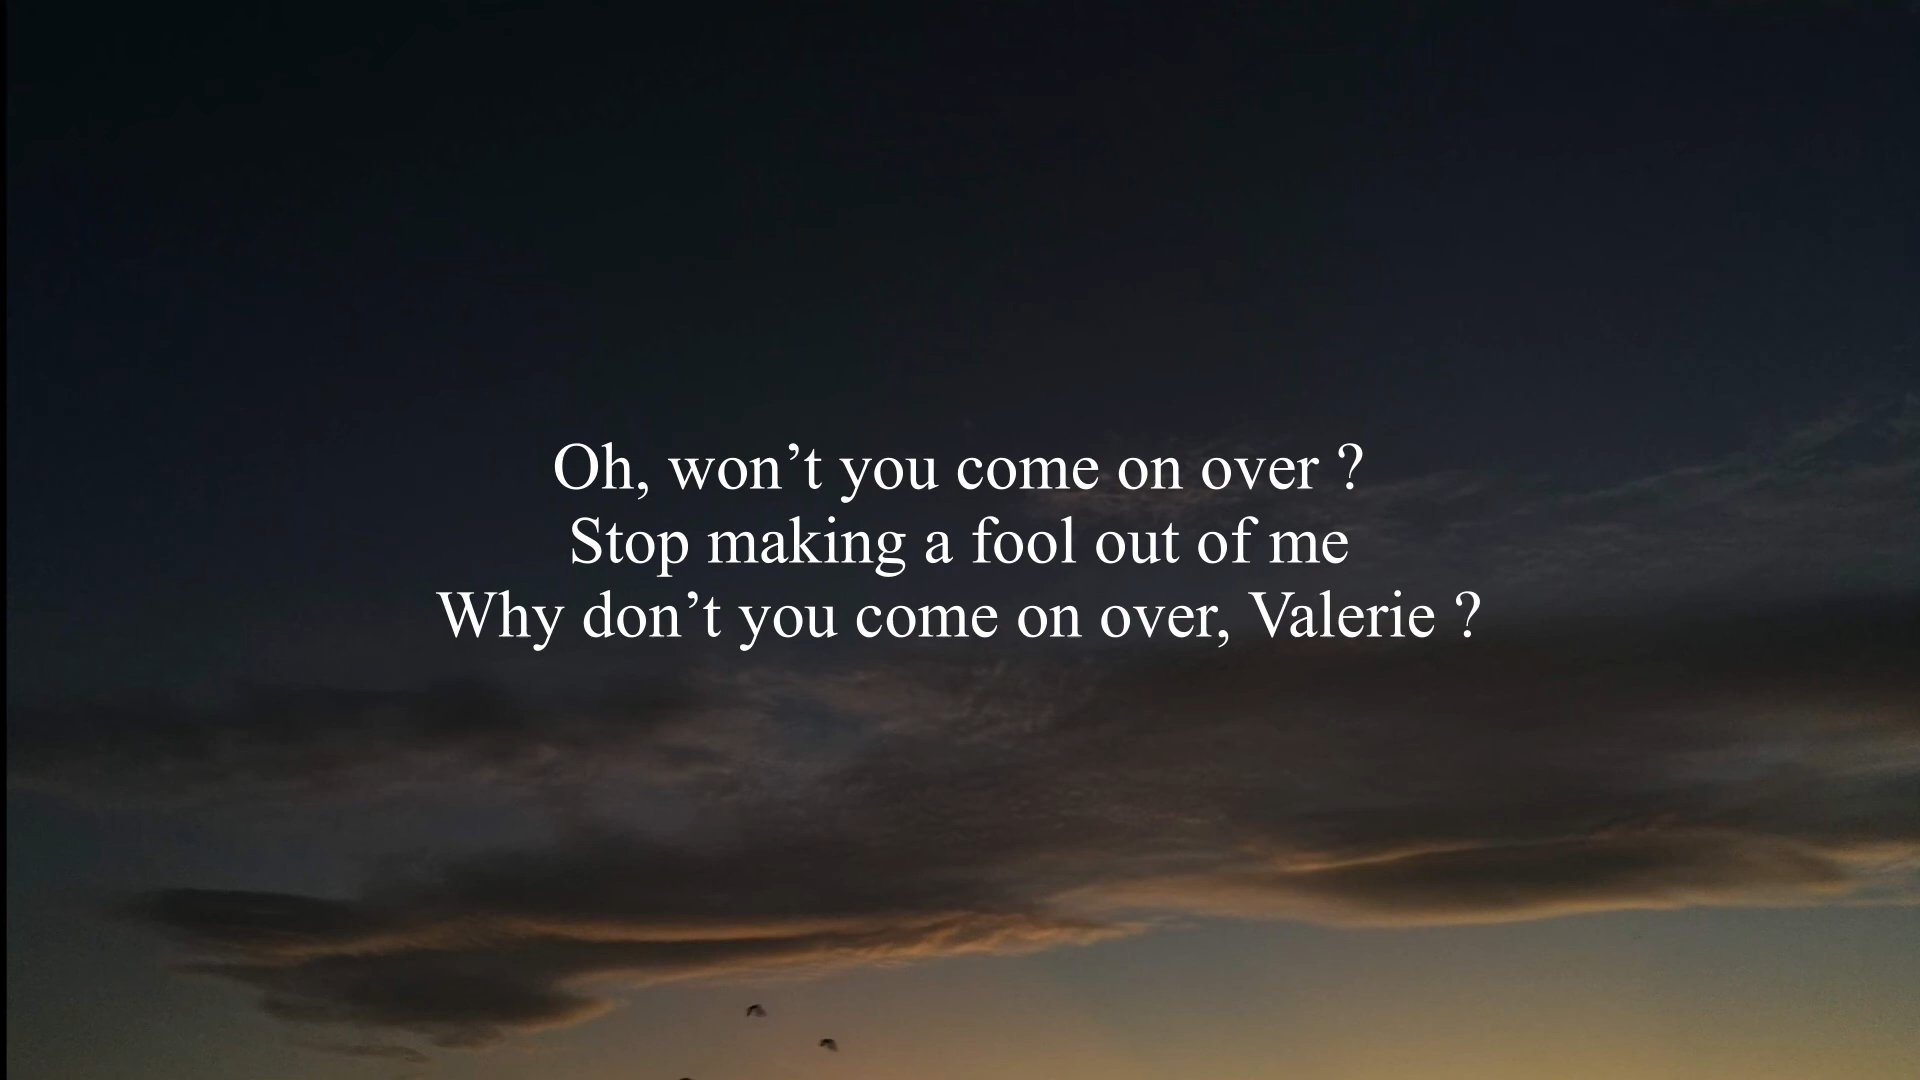 Oh, won’t you come on over ?
Stop making a fool out of me
Why don’t you come on over, Valerie ?